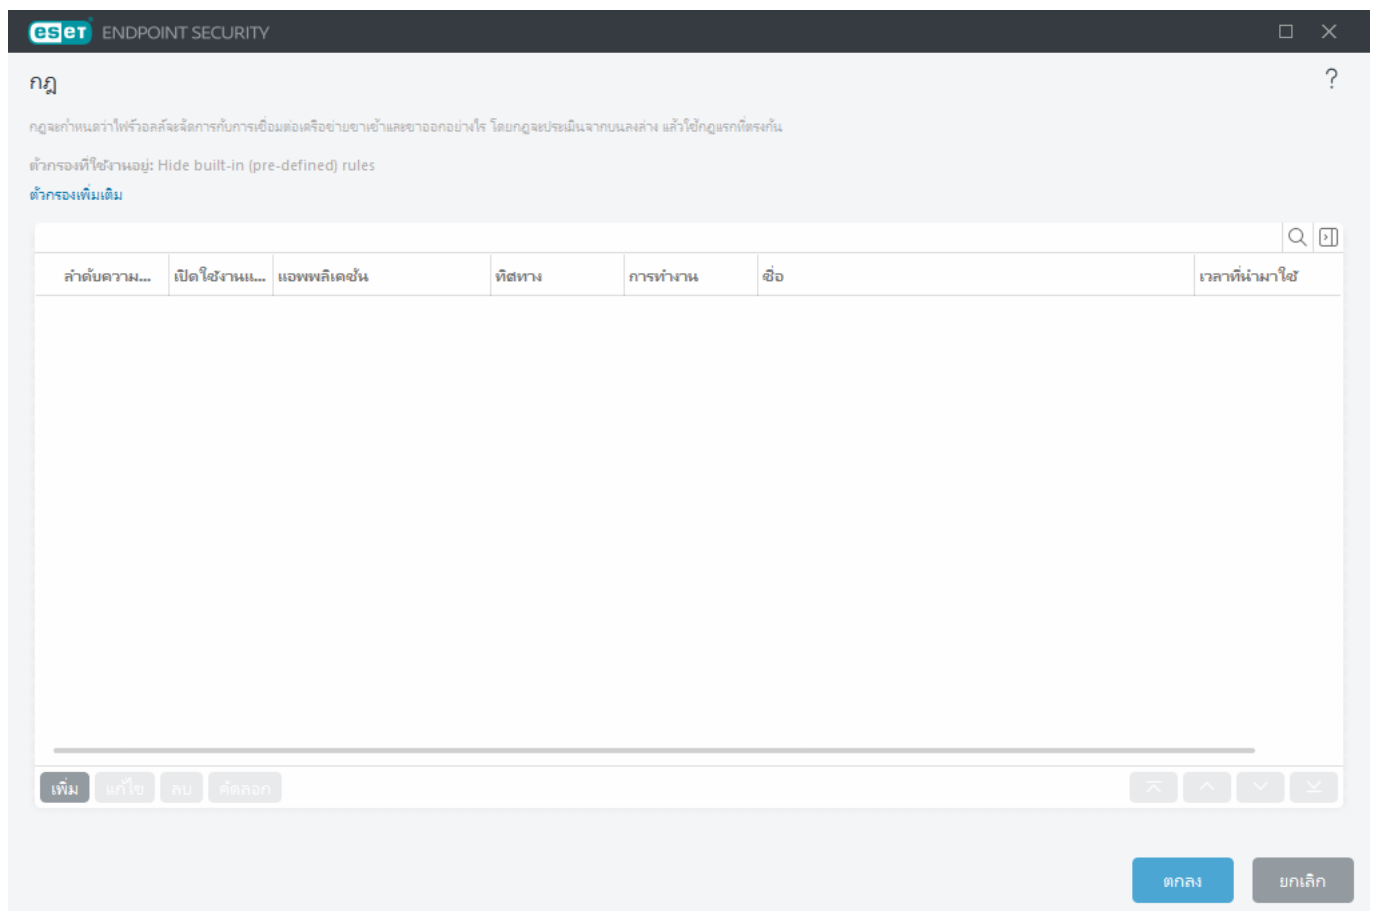 eset ENDPOINT SECURITY
กฎ
?
กฎจะกำหนดว่าไฟร์วอลล์จะจัดการกับการเชื่อมต่อเครือข่ายขาเข้าและขาออกอย่างไร โดยกฎจะประเมินจากบนลงล่าง แล้วใช้กฎแรกที่ตรงกัน
ตัวกรองที่ใช้งานอยู่: Hide built-in (pre-defined) rules
ตัวกรองเพิ่มเติม
ลำดับความ... เปิดใช้งานแ... แอพพลิเคชัน ทิศทาง การทำงาน ชื่อ เวลาที่นำมาใช้
เพิ่ม แก้ไข ลบ คัดลอก
ตกลง ยกเลิก